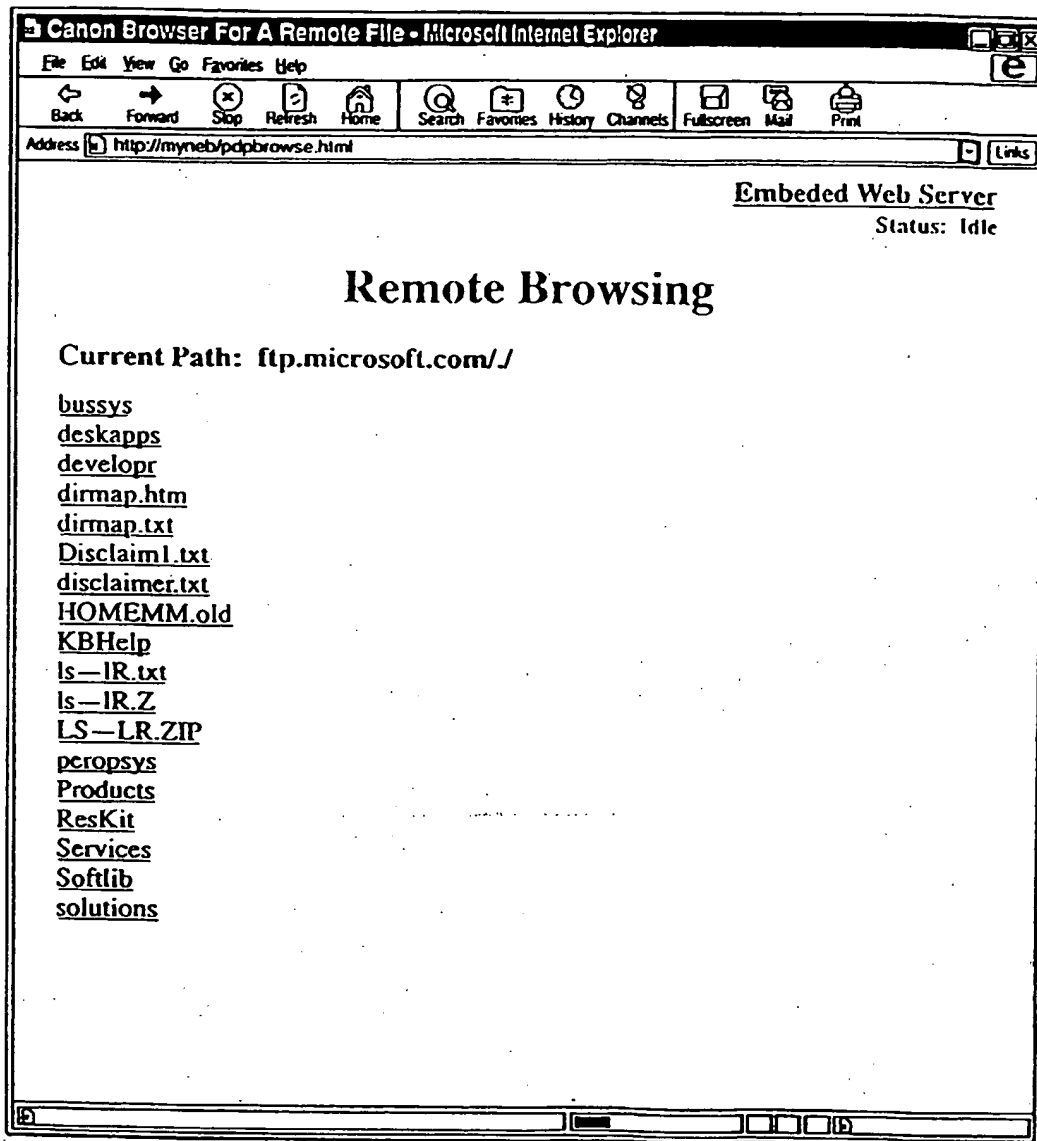 Canon Browser For A Remote File - Microsoft Internet Explorer
File Edit View Go Favorites Help
Back Forward Stop Refresh Home Search Favorites History Channels Fullscreen Mail Print
Address http://myneb/pdpbrowse.html Links
Embeded Web Server
Status: Idle
Remote Browsing
Current Path: ftp.microsoft.com/./
bussys
deskapps
developr
dirmap.htm
dirmap.txt
Disclaim1.txt
disclaimer.txt
HOMEMM.old
KBHelp
ls—lR.txt
ls—lR.Z
LS—LR.ZIP
peropsys
Products
ResKit
Services
Softlib
solutions